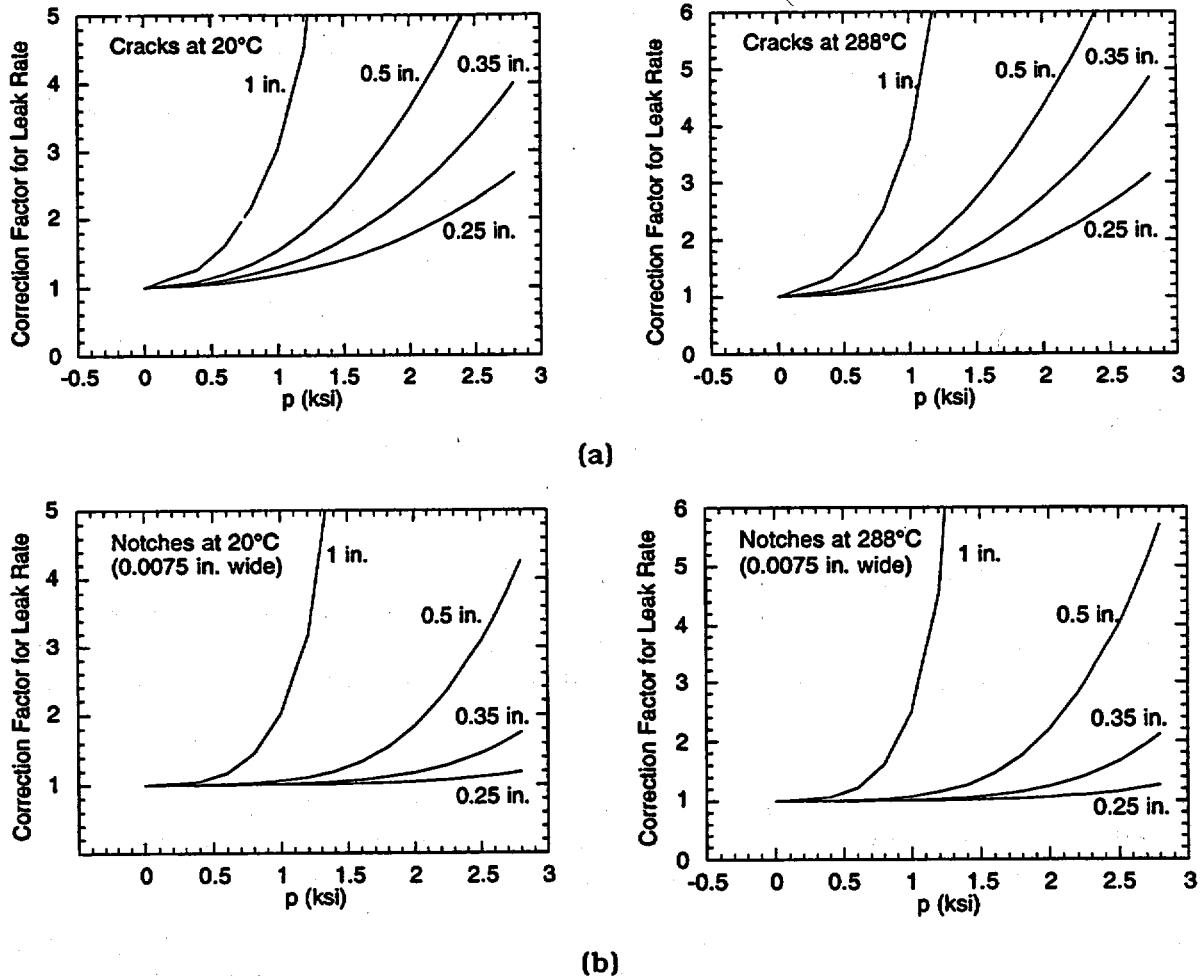 Correction Factor for Leak Rate
5
4
3
2
1
0
Cracks at 20°C
1 in.
0.5 in.
0.35 in.
0.25 in.
-0.5 0 0.5 1 1.5 2 2.5 3
p (ksi)
Correction Factor for Leak Rate
6
5
4
3
2
1
0
Cracks at 288°C
1 in.
0.5 in.
0.35 in.
0.25 in.
-0.5 0 0.5 1 1.5 2 2.5 3
p (ksi)
(a)
Correction Factor for Leak Rate
5
4
3
2
1
Notches at 20°C
(0.0075 in. wide)
1 in.
0.5 in.
0.35 in.
0.25 in.
0 0.5 1 1.5 2 2.5 3
p (ksi)
Correction Factor for Leak Rate
6
5
4
3
2
1
0
Notches at 288°C
(0.0075 in. wide)
1 in.
0.5 in.
0.35 in.
0.25 in.
-0.5 0 0.5 1 1.5 2 2.5 3
p (ksi)
(b)